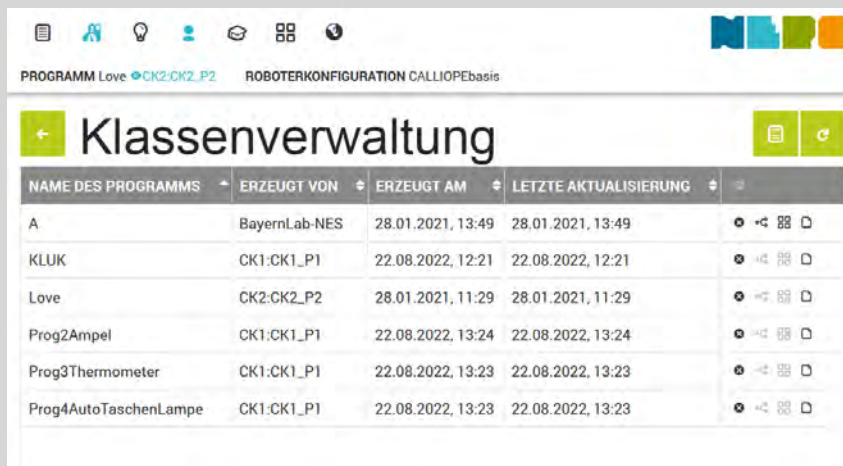 NEPO
PROGRAMM Love CK2:CK2_P2 ROBOTERKONFIGURATION CALLIOPEbasis
Klassenverwaltung
NAME DES PROGRAMMS ERZEUGT VON ERZEUGT AM LETZTE AKTUALISIERUNG
A BayernLab-NES 28.01.2021, 13:49 28.01.2021, 13:49
KLUK CK1:CK1_P1 22.08.2022, 12:21 22.08.2022, 12:21
Love CK2:CK2_P2 28.01.2021, 11:29 28.01.2021, 11:29
Prog2Ampel CK1:CK1_P1 22.08.2022, 13:24 22.08.2022, 13:24
Prog3Thermometer CK1:CK1_P1 22.08.2022, 13:23 22.08.2022, 13:23
Prog4AutoTaschenLampe CK1:CK1_P1 22.08.2022, 13:23 22.08.2022, 13:23